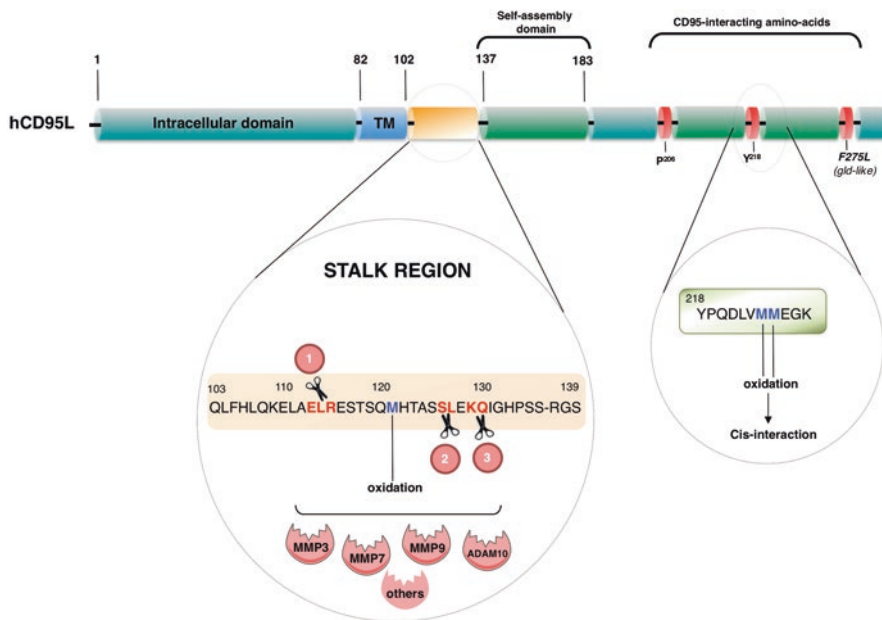 Self-assembly
domain
CD95-interacting amino-acids
1
82
102
137
183
hCD95L
Intracellular domain
TM
P206
Y218
F275L
(gld-like)
STALK REGION
1
103
110
120
130
139
QLFHLQKELAELRESTSQMHTASSLEKQIGHPSS-RGS
2
3
oxidation
MMP3
MMP7
MMP9
ADAM10
others
218
YPQDLVMMEGK
oxidation
Cis-interaction